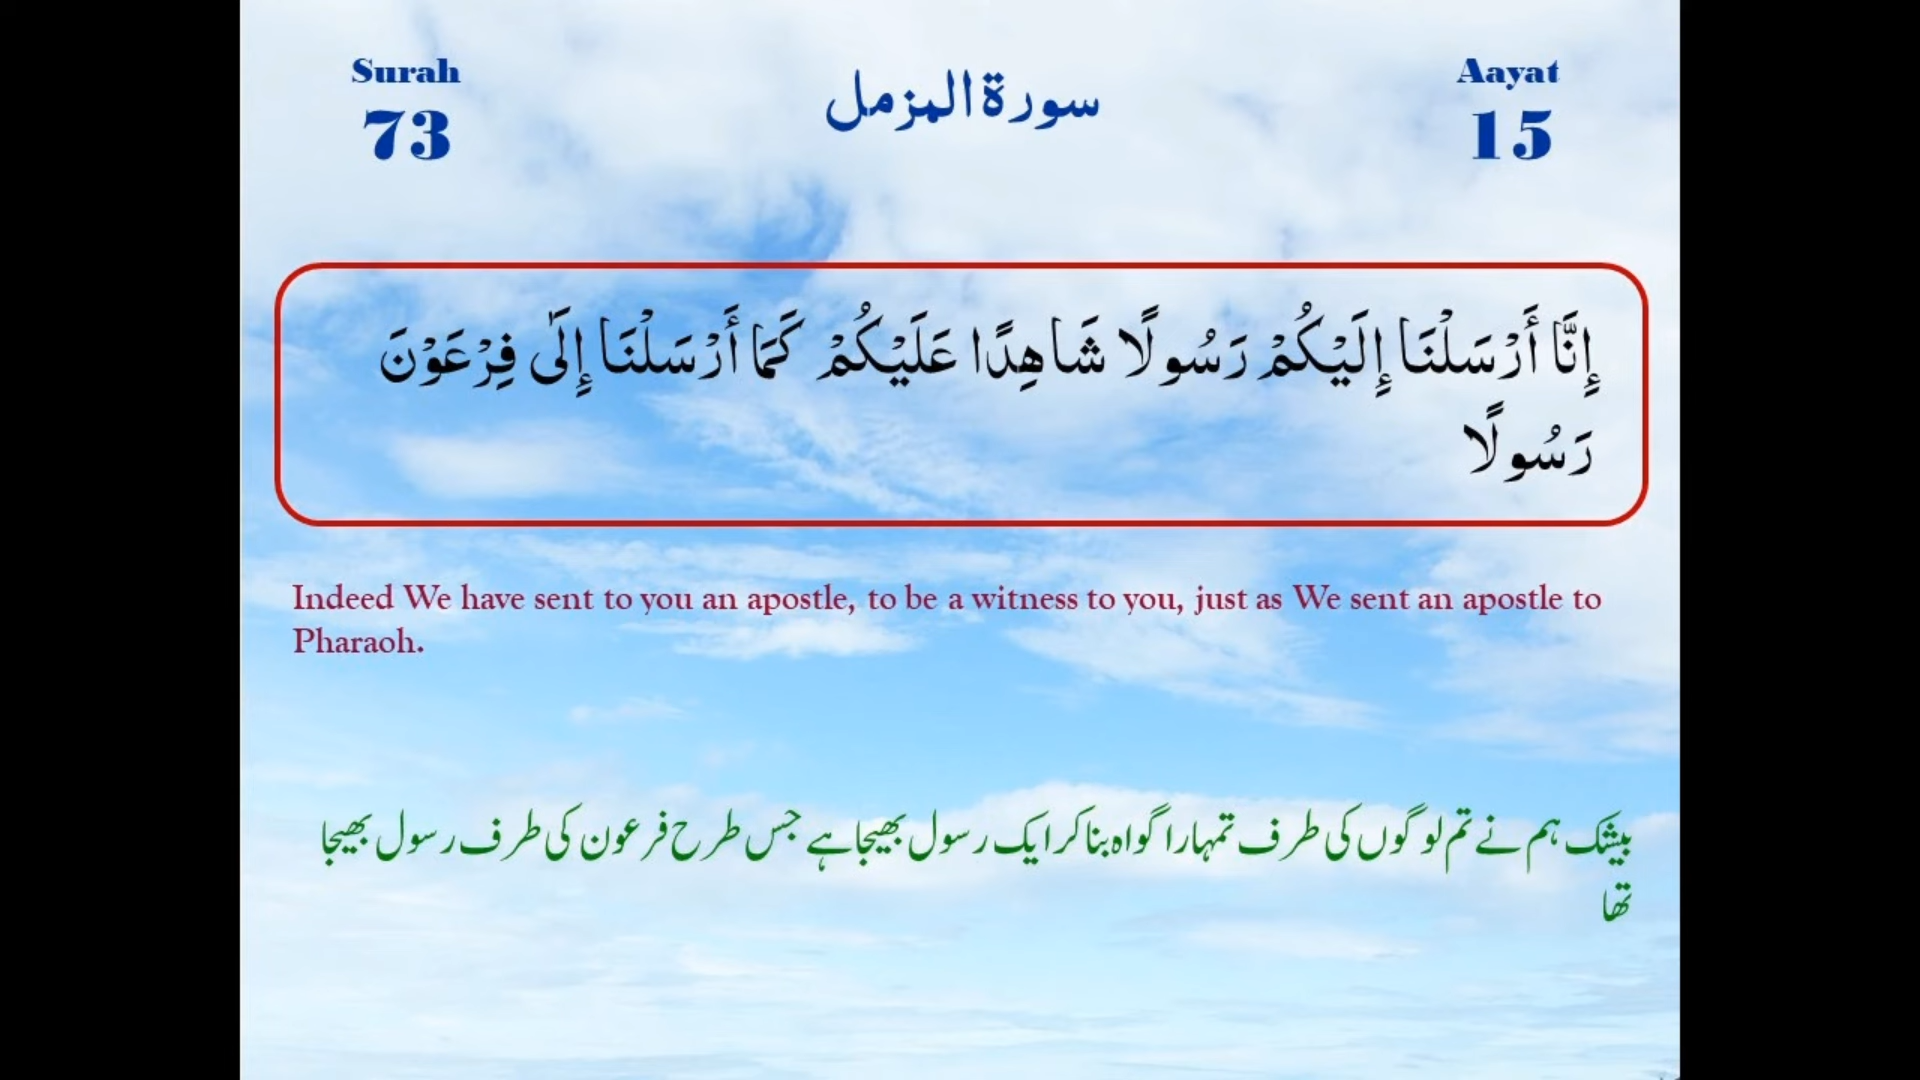 Surah
73
سورة المزمل
Aayat
15
إِنَّا أَرْسَلْنَا إِلَيْكُمْ رَسُولًا شَاهِدًا عَلَيْكُمْ كَمَا أَرْسَلْنَا إِلَىٰ فِرْعَوْنَ
رَسُولًا
Indeed We have sent to you an apostle, to be a witness to you, just as We sent an apostle to
Pharaoh.
بیشک ہم نے تم لوگوں کی طرف تمہارا گواہ بنا کر ایک رسول بھیجا ہے جس طرح فرعون کی طرف رسول بھیجا
تھا